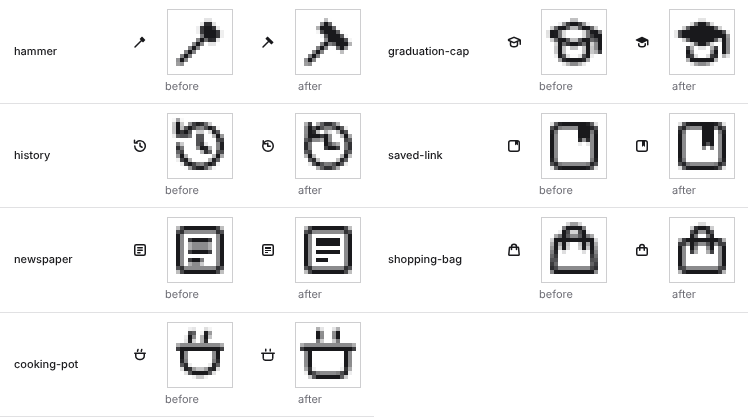 hammer
before
after
graduation-cap
before
after
history
before
after
saved-link
before
after
newspaper
before
after
shopping-bag
before
after
cooking-pot
before
after